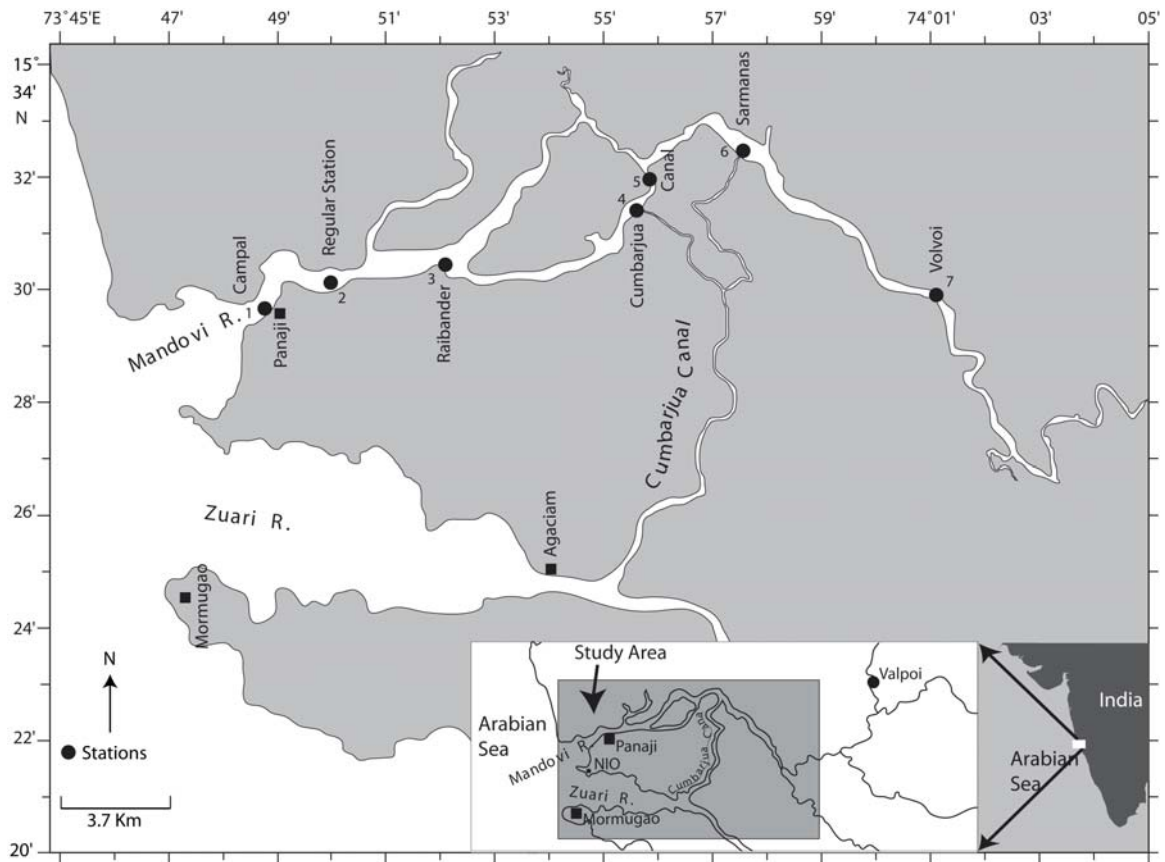 73°45'E
47'
49'
51'
53'
55'
57'
59'
74°01'
03'
05'
15°
34'
N
32'
30'
28'
26'
24'
22'
20'
Campal
Regular Station
Raibander
Cumbarjua
Canal
Sarmanas
Volvoi
1
2
3
4
5
6
7
Panaji
Mandovi R.
Cumbarjua Canal
Zuari R.
Agaciam
Mormugao
N
Stations
3.7 Km
Study Area
Arabian
Sea
Mandovi R.
Panaji
NIO
Cumbarjua Canal
Zuari R.
Mormugao
Valpoi
India
Arabian
Sea